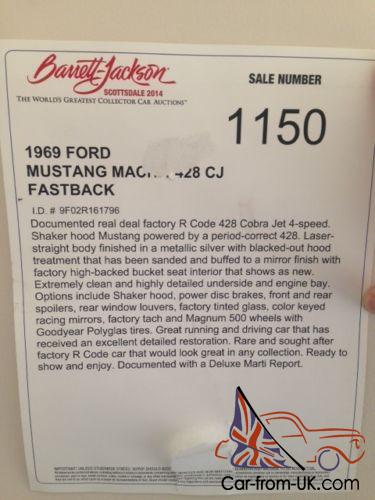 Barrett-Jackson
SCOTTSDALE 2014
THE WORLD'S GREATEST COLLECTOR CAR AUCTIONS™
SALE NUMBER
1150
1969 FORD
MUSTANG 428 CJ
FASTBACK
I.D. # 9F02R161796
Documented real deal factory R Code 428 Cobra Jet 4-speed.
Shaker hood Mustang powered by a period-correct 428. Laser-
straight body finished in a metallic silver with blacked-out hood
treatment that has been sanded and buffed to a mirror finish with
factory high-backed bucket seat interior that shows as new.
Extremely clean and highly detailed underside and engine bay.
Options include Shaker hood, power disc brakes, front and rear
spoilers, rear window louvers, factory tinted glass, color keyed
racing mirrors, factory tach and Magnum 500 wheels with
Goodyear Polyglas tires. Great running and driving car that has
received an excellent detailed restoration. Rare and sought after
factory R Code car that would look great in any collection. Ready to
show and enjoy. Documented with a Deluxe Marti Report.
Car-from-UK.com